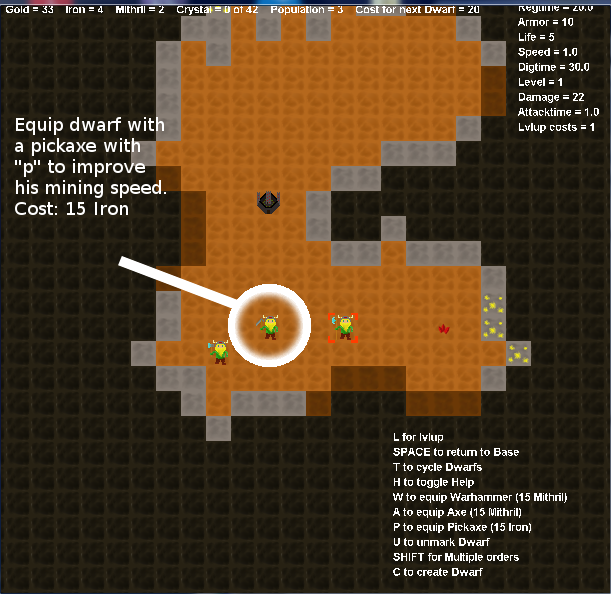 Gold = 33 Iron = 4 Mithril = 2 Crystal = 0 of 42 Population = 3 Cost for next Dwarf = 20
Regtime = 20.0
Armor = 10
Life = 5
Speed = 1.0
Digtime = 30.0
Level = 1
Damage = 22
Attacktime = 1.0
Lvlup costs = 1
Equip dwarf with
a pickaxe with
"p" to improve
his mining speed.
Cost: 15 Iron
L for lvlup
SPACE to return to Base
T to cycle Dwarfs
H to toggle Help
W to equip Warhammer (15 Mithril)
A to equip Axe (15 Mithril)
P to equip Pickaxe (15 Iron)
U to unmark Dwarf
SHIFT for Multiple orders
C to create Dwarf